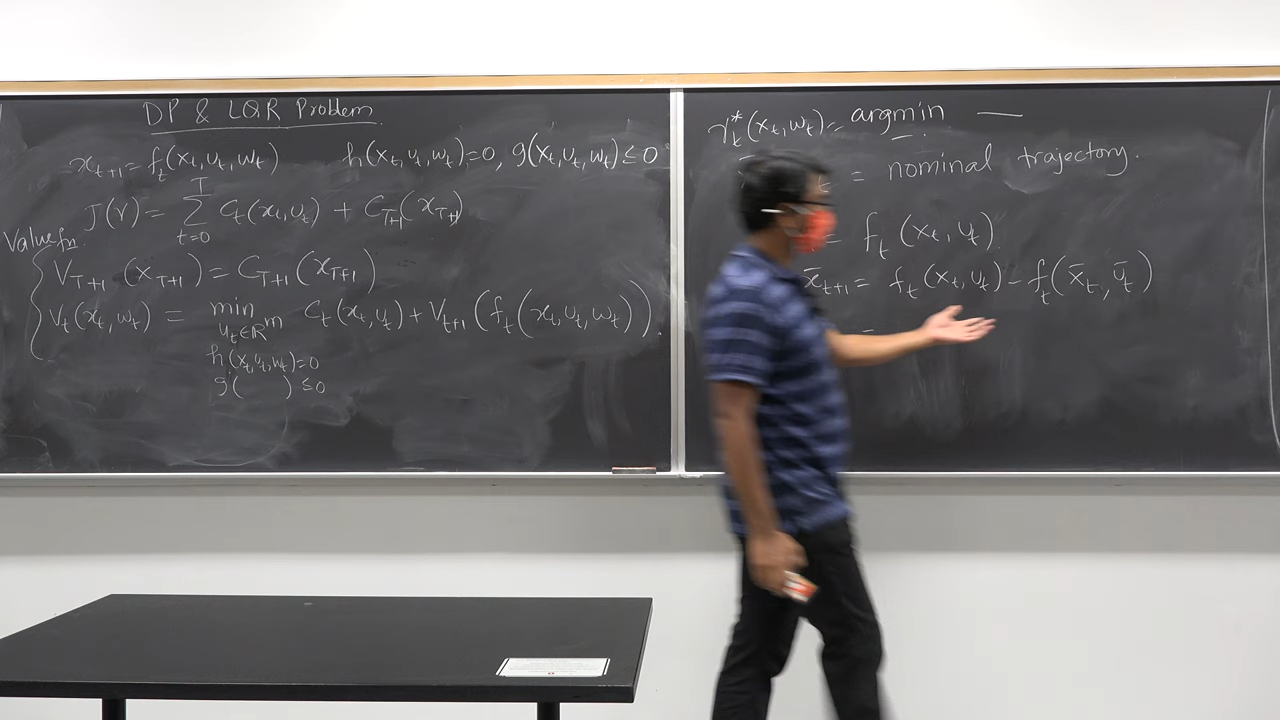 DP & LQR Problem
x_{t+1} = f_t(x_t, u_t, w_t)   h(x_t, u_t, w_t) = 0, g(x_t, u_t, w_t) ≤ 0
J(γ) = \sum_{t=0}^{T} C_t(x_t, u_t) + C_{T+1}(x_{T+1})
Value fn.
V_{T+1}(x_{T+1}) = C_{T+1}(x_{T+1})
V_t(x_t, w_t) = min C_t(x_t, u_t) + V_{t+1}(f_t(x_t, u_t, w_t)).
u_t ∈ ℝ^m
h(x_t, u_t, w_t) = 0
g(      ) ≤ 0
γ_t^*(x_t, w_t) = argmin —
t = nominal trajectory.
= f_t(x_t, u_t)
x̄_{t+1} = f_t(x_t, u_t) - f_t(x̄_t, ū_t)